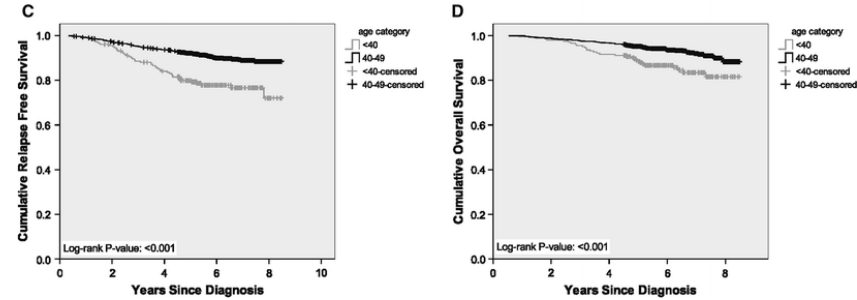 C
age category
<40
40-49
<40-censored
40-49-censored
Cumulative Relapse Free Survival
1.0
0.8
0.6
0.4
0.2
0.0
Log-rank P-value: <0.001
0 2 4 6 8 10
Years Since Diagnosis
D
age category
<40
40-49
<40-censored
40-49-censored
Cumulative Overall Survival
1.0
0.8
0.6
0.4
0.2
0.0
Log-rank P-value: <0.001
0 2 4 6 8
Years Since Diagnosis